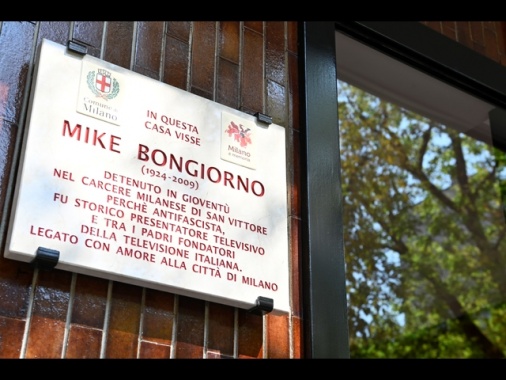 Comune di
Milano
Milano
è Memoria
IN QUESTA
CASA VISSE
MIKE BONGIORNO
(1924-2009)
DETENUTO IN GIOVENTÙ
NEL CARCERE MILANESE DI SAN VITTORE
PERCHÈ ANTIFASCISTA,
FU STORICO PRESENTATORE TELEVISIVO
E TRA I PADRI FONDATORI
DELLA TELEVISIONE ITALIANA.
LEGATO CON AMORE ALLA CITTÀ DI MILANO